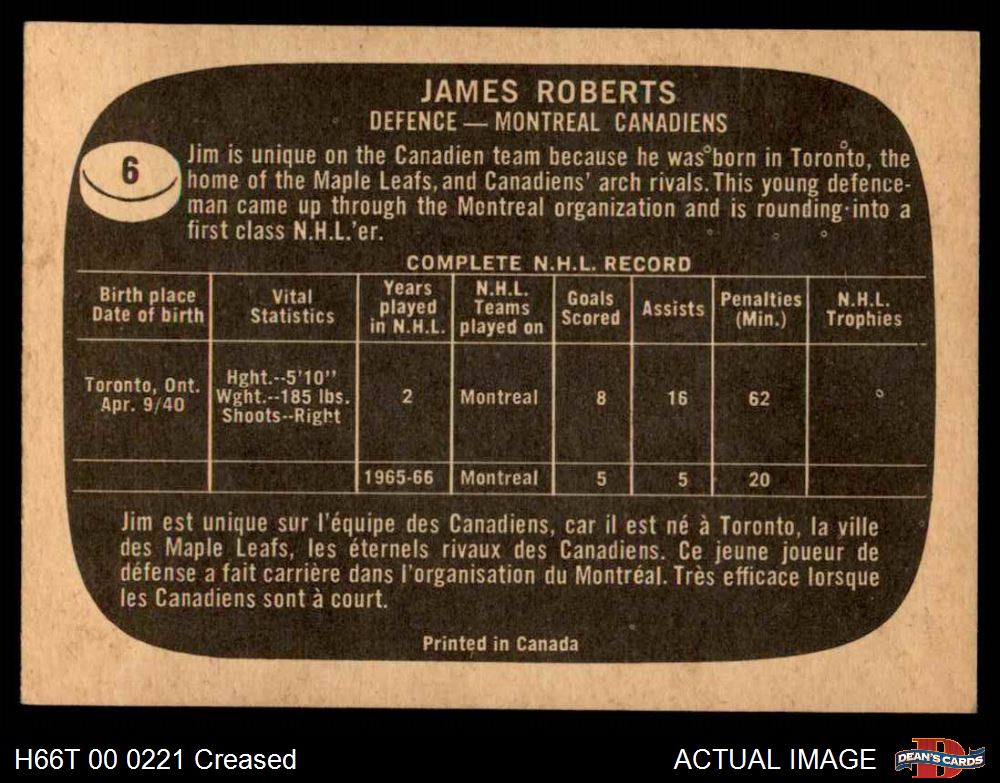 JAMES ROBERTS
DEFENCE — MONTREAL CANADIENS
6
Jim is unique on the Canadien team because he was born in Toronto, the
home of the Maple Leafs, and Canadiens' arch rivals. This young defence-
man came up through the Montreal organization and is rounding into a
first class N.H.L.'er.
COMPLETE N.H.L. RECORD
Birth place
Date of birth
Vital
Statistics
Years
played
in N.H.L.
N.H.L.
Teams
played on
Goals
Scored
Assists
Penalties
(Min.)
N.H.L.
Trophies
Toronto, Ont.
Apr. 9/40
Hght.--5'10"
Wght.--185 lbs.
Shoots--Right
2
Montreal
8
16
62
1965-66
Montreal
5
5
20
Jim est unique sur l'équipe des Canadiens, car il est né à Toronto, la ville
des Maple Leafs, les éternels rivaux des Canadiens. Ce jeune joueur de
défense a fait carrière dans l'organisation du Montréal. Très efficace lorsque
les Canadiens sont à court.
Printed in Canada
H66T 00 0221 Creased
ACTUAL IMAGE
DEAN'S CARDS